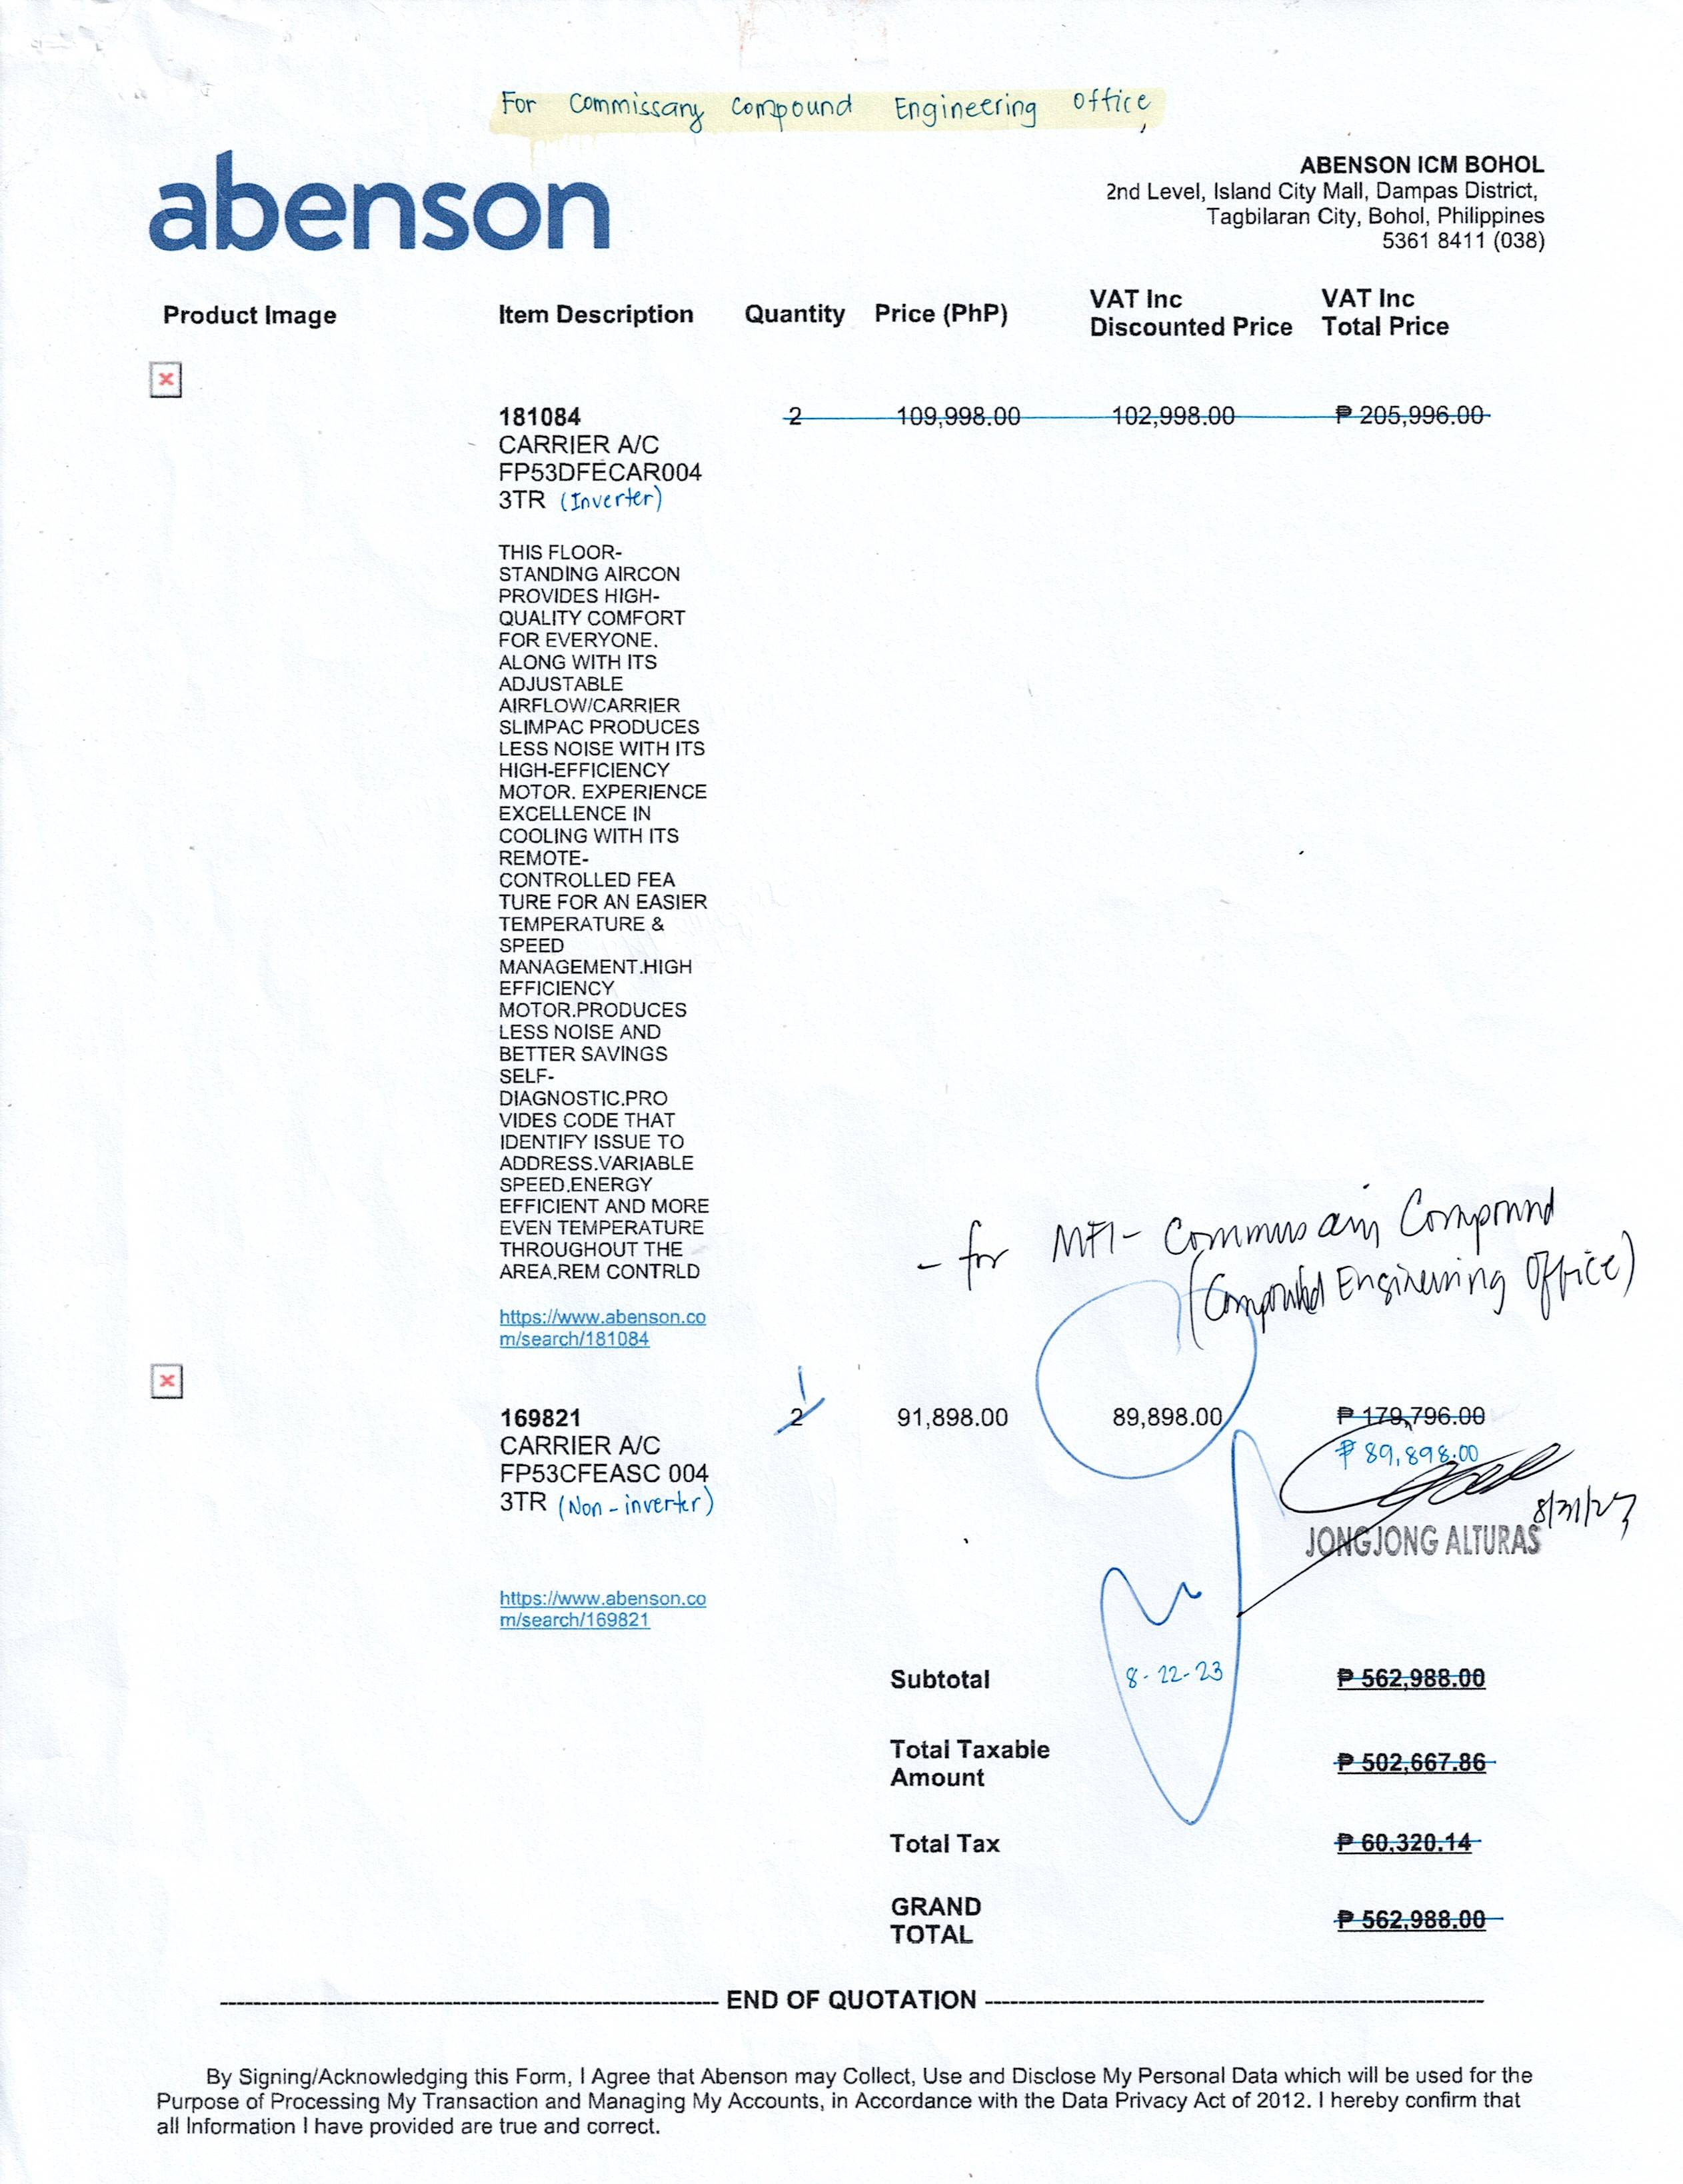 For Commissary Compound Engineering Office,
abenson
ABENSON ICM BOHOL
2nd Level, Island City Mall, Dampas District,
Tagbilaran City, Bohol, Philippines
5361 8411 (038)
Product Image Item Description Quantity Price (PhP) VAT Inc Discounted Price VAT Inc Total Price
181084 2 109,998.00 102,998.00 ₱ 205,996.00
CARRIER A/C
FP53DFECAR004
3TR (Inverter)
THIS FLOOR-
STANDING AIRCON
PROVIDES HIGH-
QUALITY COMFORT
FOR EVERYONE.
ALONG WITH ITS
ADJUSTABLE
AIRFLOW/CARRIER
SLIMPAC PRODUCES
LESS NOISE WITH ITS
HIGH-EFFICIENCY
MOTOR. EXPERIENCE
EXCELLENCE IN
COOLING WITH ITS
REMOTE-
CONTROLLED FEA
TURE FOR AN EASIER
TEMPERATURE &
SPEED
MANAGEMENT.HIGH
EFFICIENCY
MOTOR.PRODUCES
LESS NOISE AND
BETTER SAVINGS
SELF-
DIAGNOSTIC.PRO
VIDES CODE THAT
IDENTIFY ISSUE TO
ADDRESS.VARIABLE
SPEED.ENERGY
EFFICIENT AND MORE
EVEN TEMPERATURE
THROUGHOUT THE
AREA.REM CONTRLD
- for MFI- Commissary Compound
(Compound Engineering Office)
https://www.abenson.co
m/search/181084
1
169821 2 91,898.00 89,898.00 ₱ 179,796.00
CARRIER A/C ₱ 89,898.00
FP53CFEASC 004
3TR (Non-inverter)
8/31/23
JONGJONG ALTURAS
https://www.abenson.co
m/search/169821
8-22-23
Subtotal ₱ 562,988.00
Total Taxable
Amount ₱ 502,667.86
Total Tax ₱ 60,320.14
GRAND
TOTAL ₱ 562,988.00
END OF QUOTATION
By Signing/Acknowledging this Form, I Agree that Abenson may Collect, Use and Disclose My Personal Data which will be used for the
Purpose of Processing My Transaction and Managing My Accounts, in Accordance with the Data Privacy Act of 2012. I hereby confirm that
all Information I have provided are true and correct.